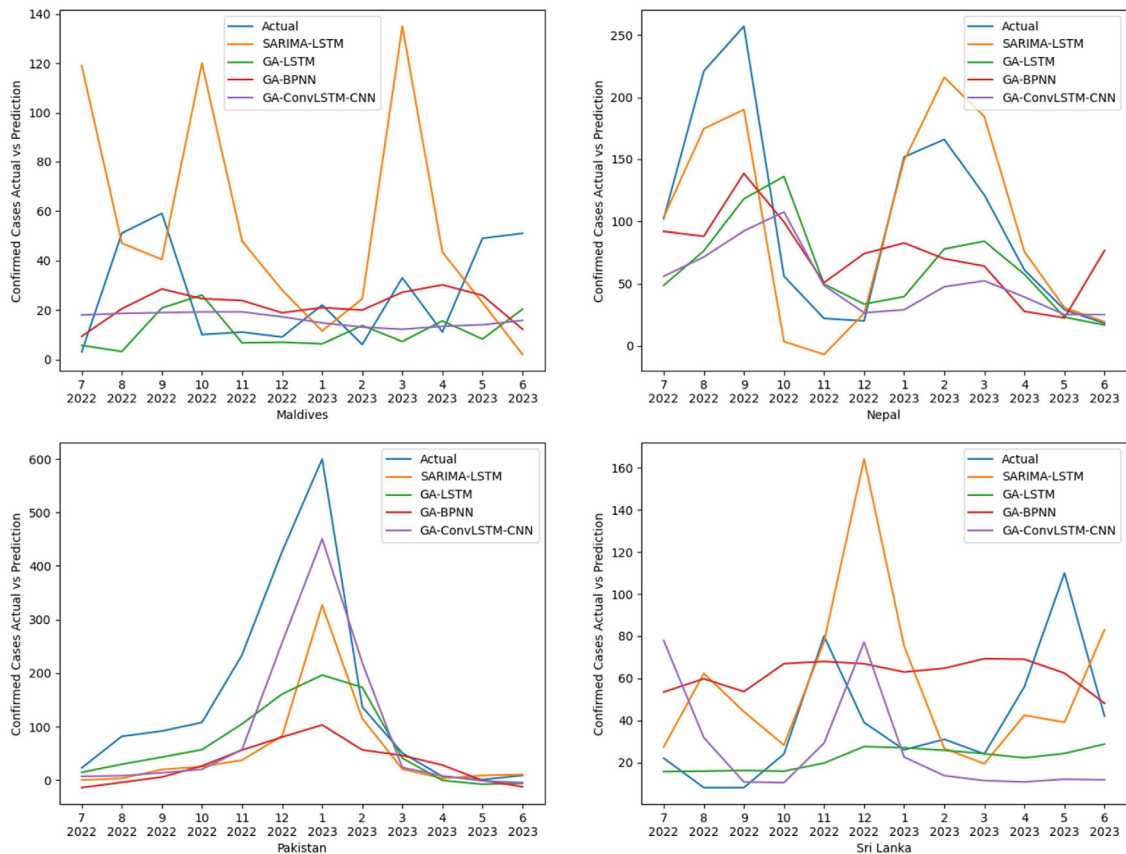 Confirmed Cases Actual vs Prediction
140
120
100
80
60
40
20
0
Actual
SARIMA-LSTM
GA-LSTM
GA-BPNN
GA-ConvLSTM-CNN
7 8 9 10 11 12 1 2 3 4 5 6
2022 2022 2022 2022 2022 2022 2023 2023 2023 2023 2023 2023
Maldives
Confirmed Cases Actual vs Prediction
250
200
150
100
50
0
Actual
SARIMA-LSTM
GA-LSTM
GA-BPNN
GA-ConvLSTM-CNN
7 8 9 10 11 12 1 2 3 4 5 6
2022 2022 2022 2022 2022 2022 2023 2023 2023 2023 2023 2023
Nepal
Confirmed Cases Actual vs Prediction
600
500
400
300
200
100
0
Actual
SARIMA-LSTM
GA-LSTM
GA-BPNN
GA-ConvLSTM-CNN
7 8 9 10 11 12 1 2 3 4 5 6
2022 2022 2022 2022 2022 2022 2023 2023 2023 2023 2023 2023
Pakistan
Confirmed Cases Actual vs Prediction
160
140
120
100
80
60
40
20
Actual
SARIMA-LSTM
GA-LSTM
GA-BPNN
GA-ConvLSTM-CNN
7 8 9 10 11 12 1 2 3 4 5 6
2022 2022 2022 2022 2022 2022 2023 2023 2023 2023 2023 2023
Sri Lanka